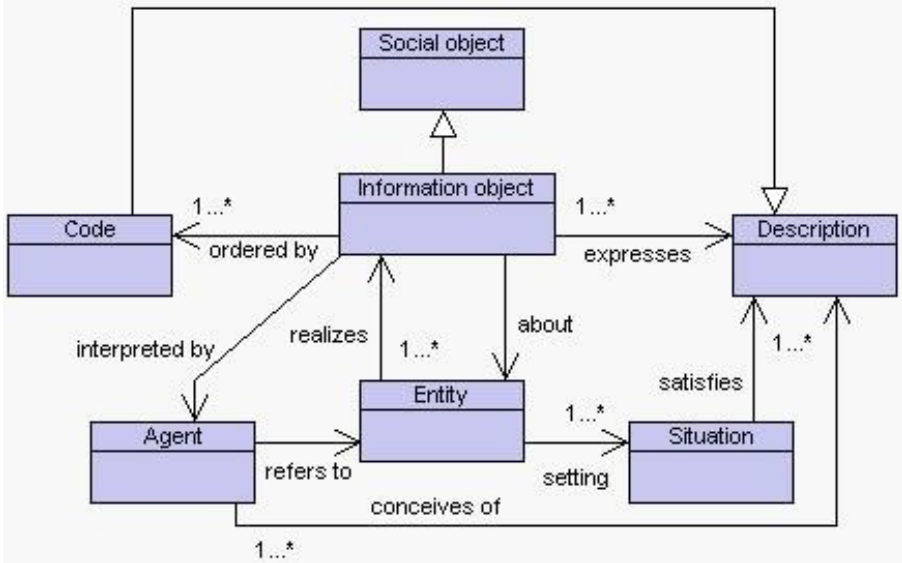 Social object
Information object
1...*
1...*
Code
Description
ordered by
expresses
realizes
about
interpreted by
1...*
1...*
satisfies
Entity
1...*
Agent
Situation
refers to
setting
conceives of
1...*